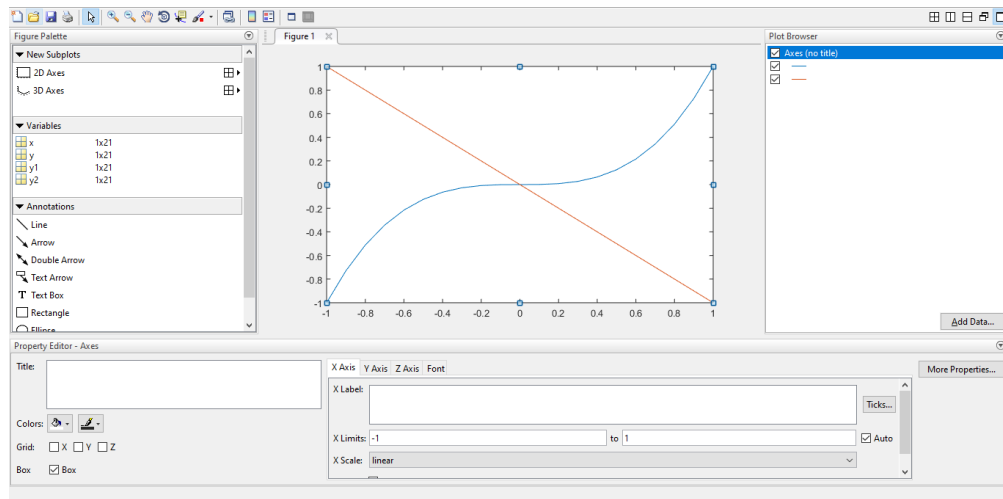 Figure Palette
New Subplots
2D Axes
3D Axes
Variables
x 1x21
y 1x21
y1 1x21
y2 1x21
Annotations
Line
Arrow
Double Arrow
Text Arrow
T Text Box
Rectangle
Ellipse
Figure 1
1
0.8
0.6
0.4
0.2
0
-0.2
-0.4
-0.6
-0.8
-1
-1 -0.8 -0.6 -0.4 -0.2 0 0.2 0.4 0.6 0.8 1
Plot Browser
Axes (no title)
Add Data...
Property Editor - Axes
Title:
Colors:
Grid: X Y Z
Box Box
X Axis Y Axis Z Axis Font
X Label:
Ticks...
X Limits: -1 to 1 Auto
X Scale: linear
More Properties...